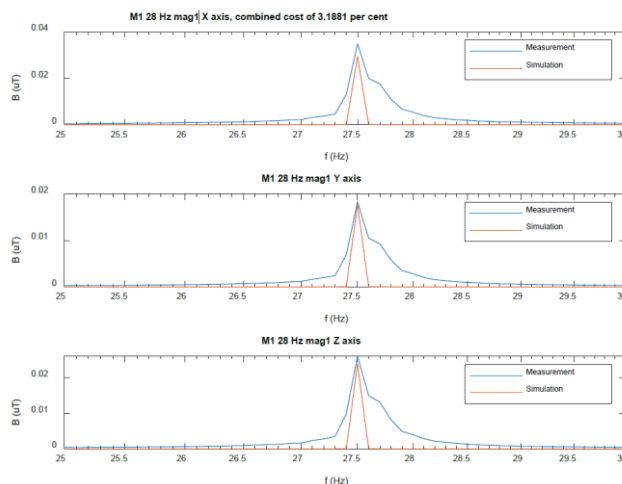 M1 28 Hz mag1 X axis, combined cost of 3.1881 per cent
0.04
0.02
0
B (uT)
Measurement
Simulation
25 25.5 26 26.5 27 27.5 28 28.5 29 29.5
f (Hz)
M1 28 Hz mag1 Y axis
0.02
0.01
0
B (uT)
Measurement
Simulation
25 25.5 26 26.5 27 27.5 28 28.5 29 29.5
f (Hz)
M1 28 Hz mag1 Z axis
0.02
0.01
0
B (uT)
Measurement
Simulation
25 25.5 26 26.5 27 27.5 28 28.5 29 29.5
f (Hz)